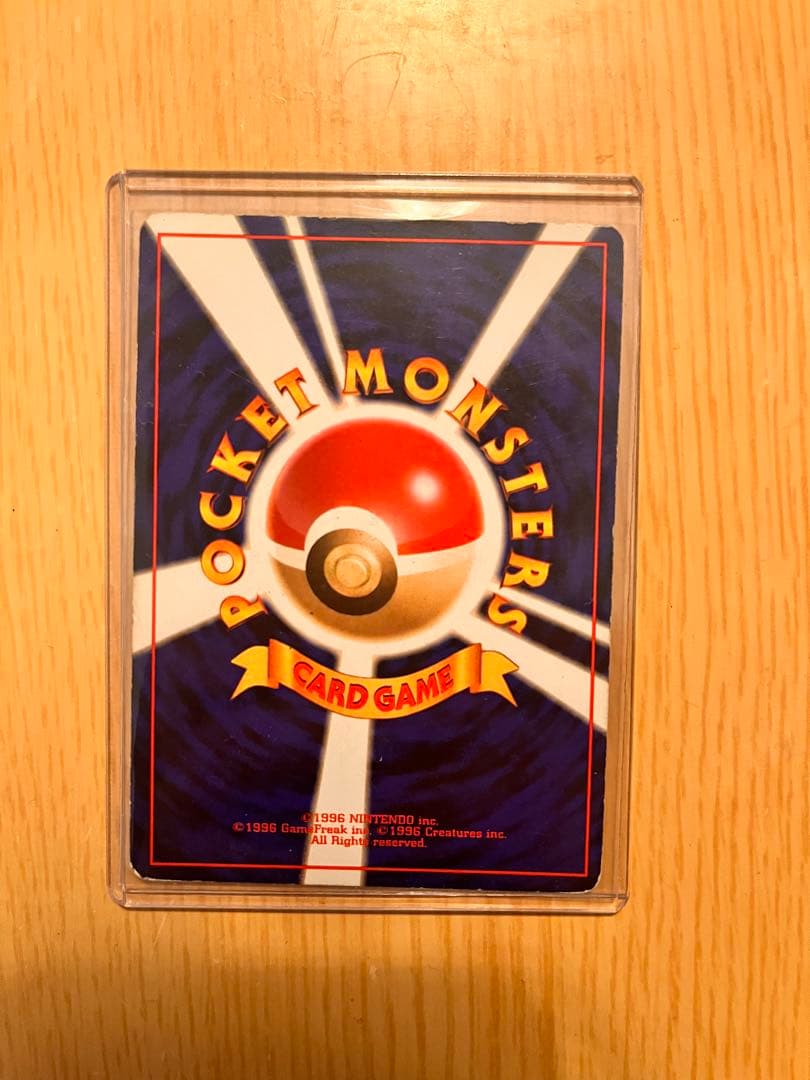 POCKET MONSTERS
CARD GAME
©1996 NINTENDO inc.
©1996 GameFreak inc. ©1996 Creatures inc.
All Rights reserved.